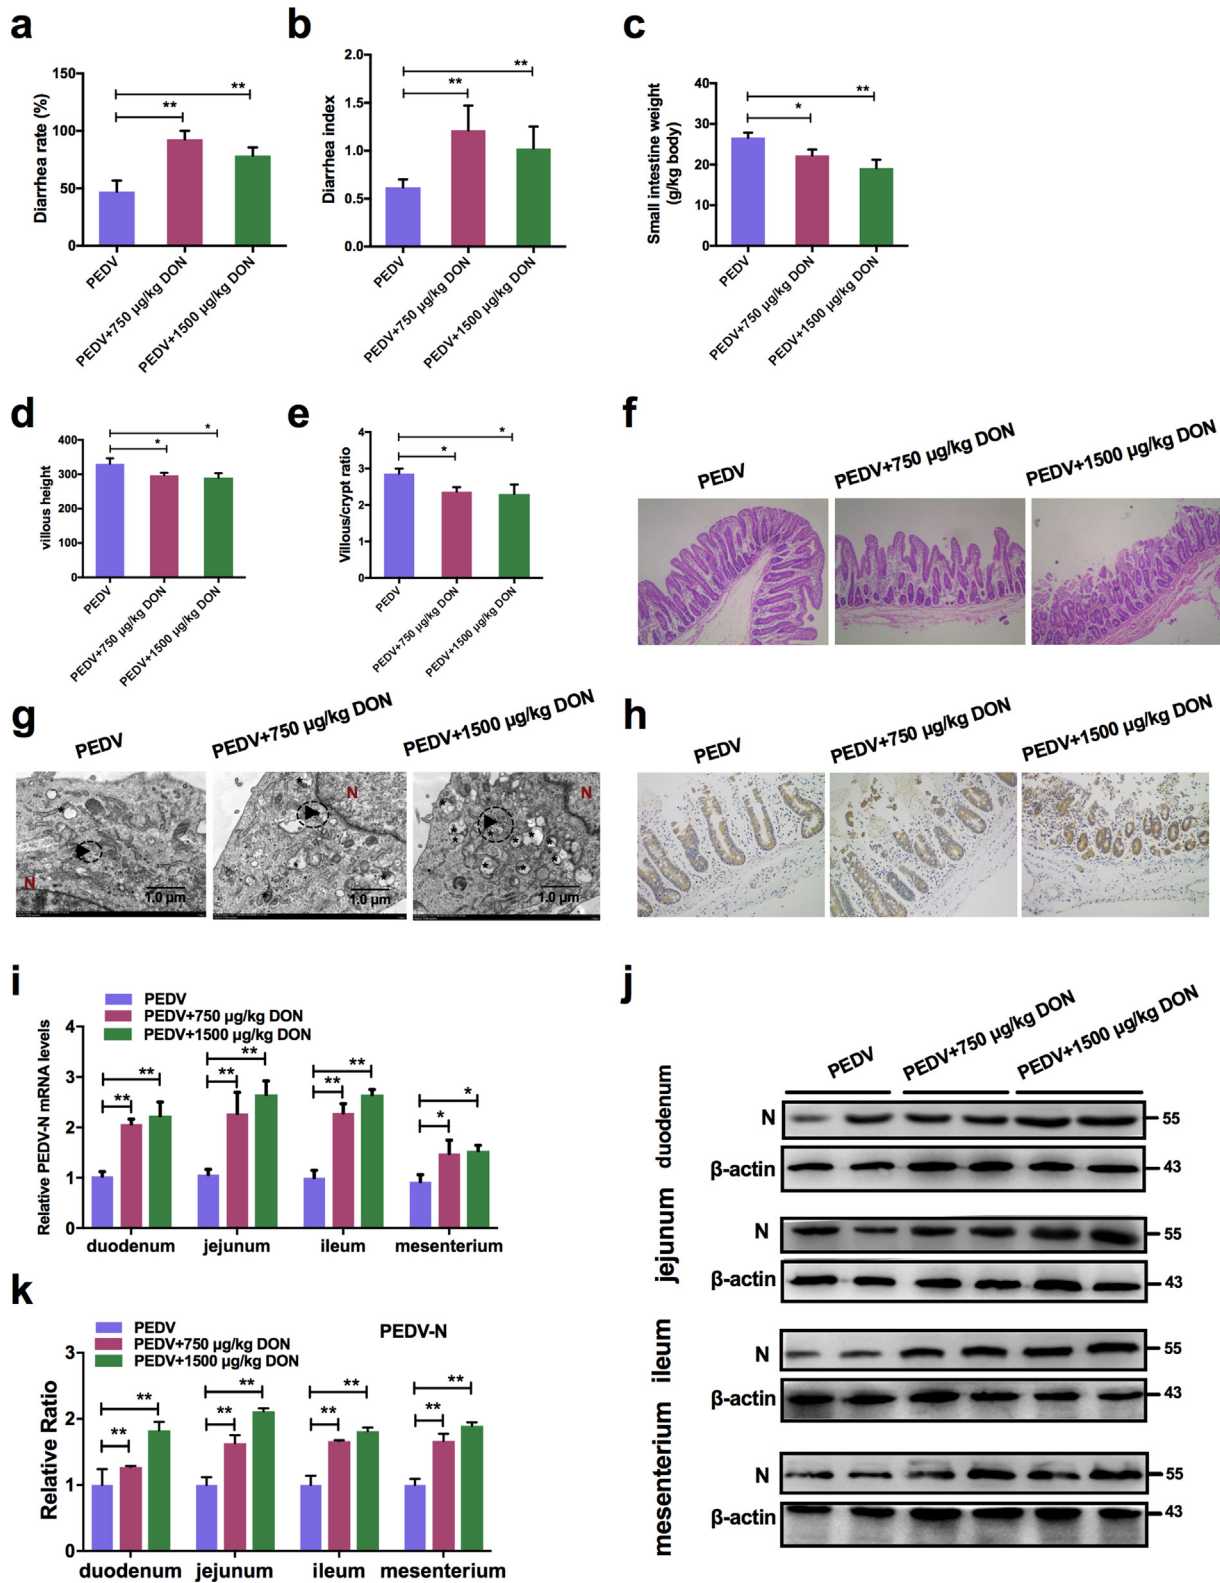 a
Diarrhea rate (%)
150
100
50
0
**
**
PEDV
PEDV+750 µg/kg DON
PEDV+1500 µg/kg DON
b
Diarrhea index
2.0
1.5
1.0
0.5
0.0
**
**
PEDV
PEDV+750 µg/kg DON
PEDV+1500 µg/kg DON
c
Small intestine weight
(g/kg body)
40
30
20
10
0
**
*
PEDV
PEDV+750 µg/kg DON
PEDV+1500 µg/kg DON
d
villous height
400
300
200
100
0
*
*
PEDV
PEDV+750 µg/kg DON
PEDV+1500 µg/kg DON
e
Villous/crypt ratio
4
3
2
1
0
*
*
PEDV
PEDV+750 µg/kg DON
PEDV+1500 µg/kg DON
f
PEDV
PEDV+750 µg/kg DON
PEDV+1500 µg/kg DON
g
PEDV
PEDV+750 µg/kg DON
PEDV+1500 µg/kg DON
N
1.0 µm
N
1.0 µm
N
1.0 µm
h
PEDV
PEDV+750 µg/kg DON
PEDV+1500 µg/kg DON
i
PEDV
PEDV+750 µg/kg DON
PEDV+1500 µg/kg DON
Relative PEDV-N mRNA levels
4
3
2
1
0
** ** ** ** ** ** * *
duodenum jejunum ileum mesenterium
j
PEDV
PEDV+750 µg/kg DON
PEDV+1500 µg/kg DON
duodenum
N 55
β-actin 43
jejunum
N 55
β-actin 43
ileum
N 55
β-actin 43
mesenterium
N 55
β-actin 43
k
PEDV
PEDV+750 µg/kg DON
PEDV+1500 µg/kg DON
PEDV-N
Relative Ratio
3
2
1
0
** ** ** ** ** ** ** **
duodenum jejunum ileum mesenterium